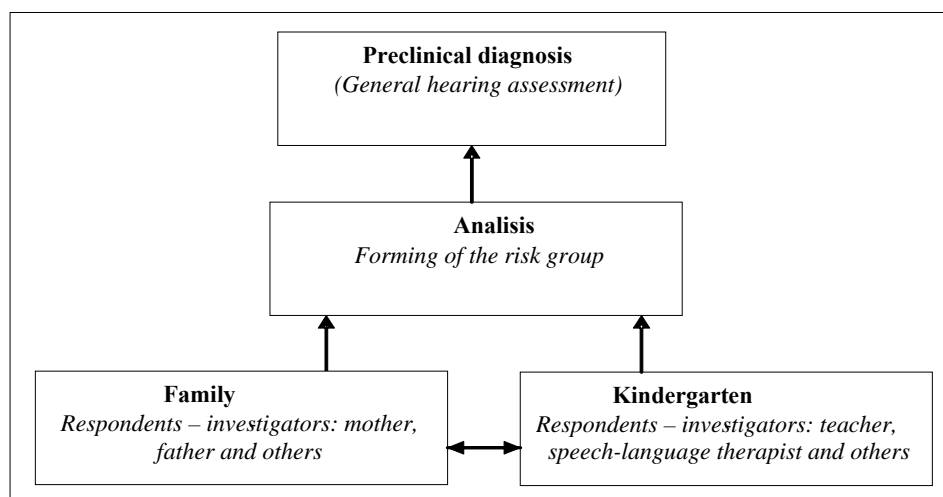 Preclinical diagnosis
(General hearing assessment)
Analisis
Forming of the risk group
Family
Respondents – investigators: mother,
father and others
Kindergarten
Respondents – investigators: teacher,
speech-language therapist and others